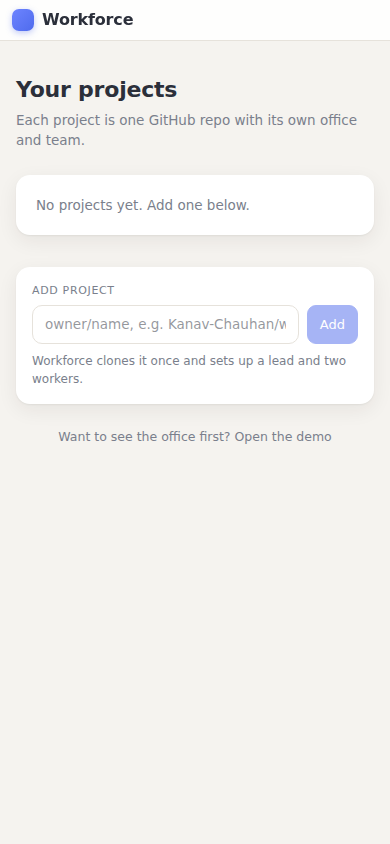 Workforce
Your projects
Each project is one GitHub repo with its own office
and team.
No projects yet. Add one below.
ADD PROJECT
owner/name, e.g. Kanav-Chauhan/w
Add
Workforce clones it once and sets up a lead and two
workers.
Want to see the office first? Open the demo